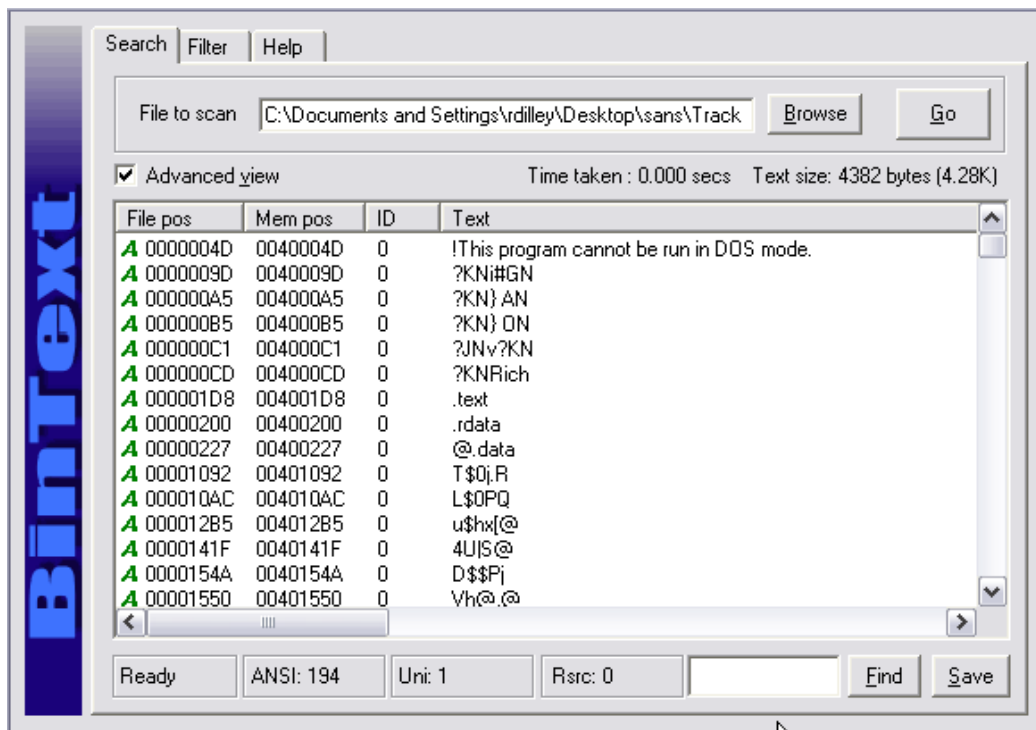 BinText
Search Filter Help
File to scan C:\Documents and Settings\rdilley\Desktop\sans\Track Browse Go
Advanced view Time taken : 0.000 secs Text size: 4382 bytes (4.28K)
File pos Mem pos ID Text
A 0000004D 0040004D 0 !This program cannot be run in DOS mode.
A 0000009D 0040009D 0 ?KNi#GN
A 000000A5 004000A5 0 ?KN} AN
A 000000B5 004000B5 0 ?KN} ON
A 000000C1 004000C1 0 ?JNv?KN
A 000000CD 004000CD 0 ?KNRich
A 000001D8 004001D8 0 .text
A 00000200 00400200 0 .rdata
A 00000227 00400227 0 @.data
A 00001092 00401092 0 T$0j.R
A 000010AC 004010AC 0 L$0PQ
A 000012B5 004012B5 0 u$hx[@
A 0000141F 0040141F 0 4U|S@
A 0000154A 0040154A 0 D$$Pj
A 00001550 00401550 0 Vh@.@
Ready ANSI: 194 Uni: 1 Rsrc: 0 Find Save